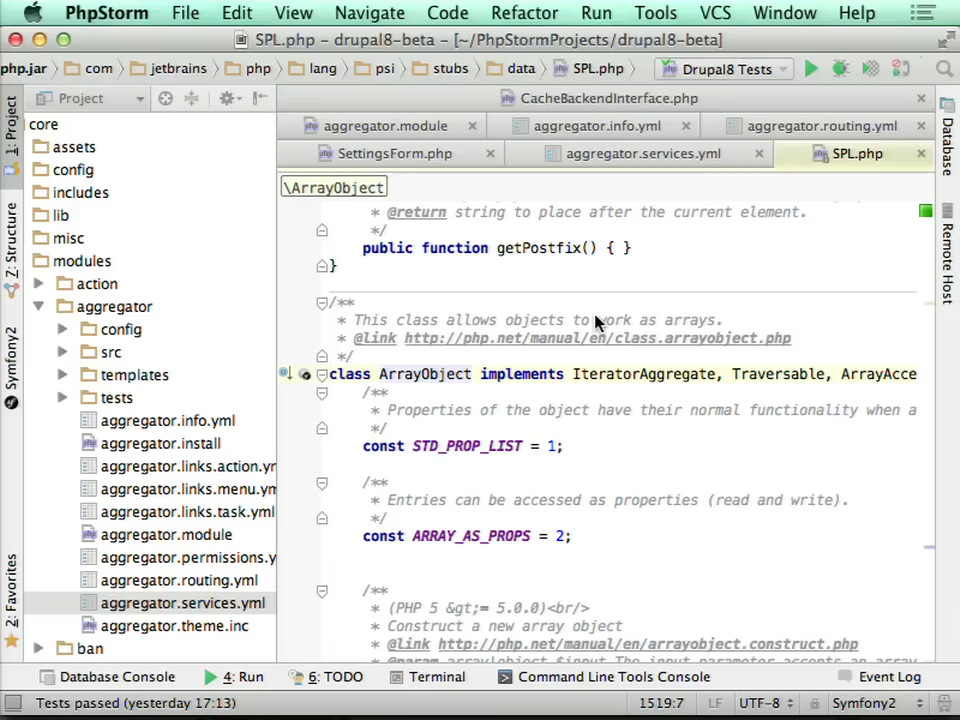 PhpStorm File Edit View Navigate Code Refactor Run Tools VCS Window Help
SPL.php – drupal8-beta – [~/PhpStormProjects/drupal8-beta]
php.jar com jetbrains php lang psi stubs data SPL.php Drupal8 Tests
Project
CacheBackendInterface.php
aggregator.module aggregator.info.yml aggregator.routing.yml
SettingsForm.php aggregator.services.yml SPL.php
1: Project
Z: Structure
Symfony2
2: Favorites
core
assets
config
includes
lib
misc
modules
action
aggregator
config
src
templates
tests
aggregator.info.yml
aggregator.install
aggregator.links.action.yr
aggregator.links.menu.ym
aggregator.links.task.yml
aggregator.module
aggregator.permissions.y
aggregator.routing.yml
aggregator.services.yml
aggregator.theme.inc
ban
\ArrayObject
* @return string to place after the current element.
*/
public function getPostfix() { }
}
/**
* This class allows objects to work as arrays.
* @link http://php.net/manual/en/class.arrayobject.php
*/
class ArrayObject implements IteratorAggregate, Traversable, ArrayAcce
/**
* Properties of the object have their normal functionality when a
*/
const STD_PROP_LIST = 1;
/**
* Entries can be accessed as properties (read and write).
*/
const ARRAY_AS_PROPS = 2;
/**
* (PHP 5 &gt;= 5.0.0)<br/>
* Construct a new array object
* @link http://php.net/manual/en/arrayobject.construct.php
* @param array|object $input The input parameter accepts an array
Database
Remote Host
Database Console 4: Run 6: TODO Terminal Command Line Tools Console Event Log
Tests passed (yesterday 17:13) 1519:7 LF UTF-8 Symfony2